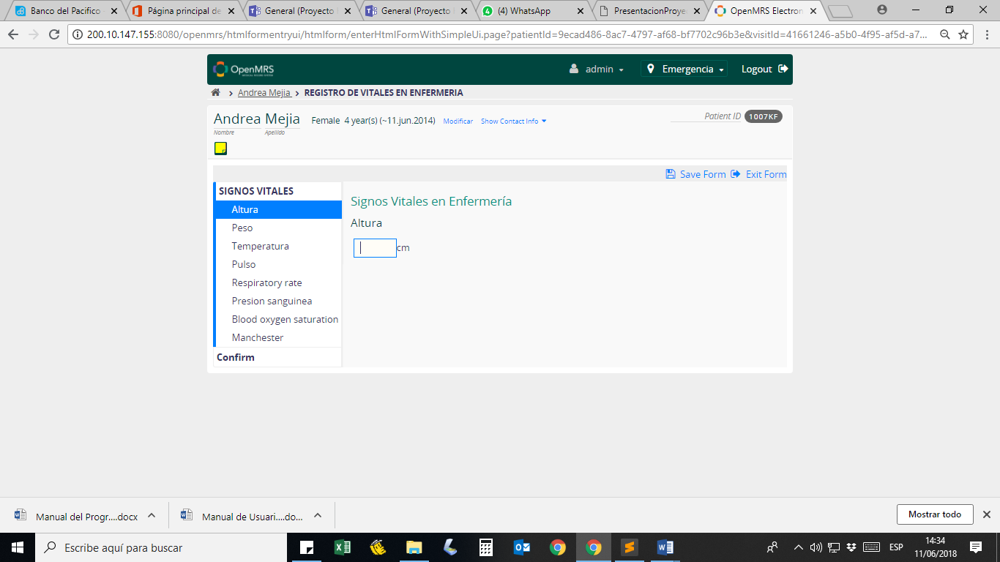 Banco del Pacifico -
Página principal de
General (Proyecto
General (Proyecto
(4) WhatsApp
PresentacionProye
OpenMRS Electron
200.10.147.155:8080/openmrs/htmlformentryui/htmlform/enterHtmlFormWithSimpleUi.page?patientId=9ecad486-8ac7-4797-af68-bf7702c96b3e&visitId=41661246-a5b0-4f95-af5d-a7...
OpenMRS
admin
Emergencia
Logout
Andrea Mejia > REGISTRO DE VITALES EN ENFERMERIA
Andrea Mejia Female 4 year(s) (~11.jun.2014) Modificar Show Contact Info
Patient ID 1007KF
Nombre Apellido
Save Form Exit Form
SIGNOS VITALES
Altura
Peso
Temperatura
Pulso
Respiratory rate
Presion sanguinea
Blood oxygen saturation
Manchester
Confirm
Signos Vitales en Enfermería
Altura
cm
Manual del Progr....docx
Manual de Usuari....do...
Mostrar todo
Escribe aquí para buscar
ESP
14:34
11/06/2018